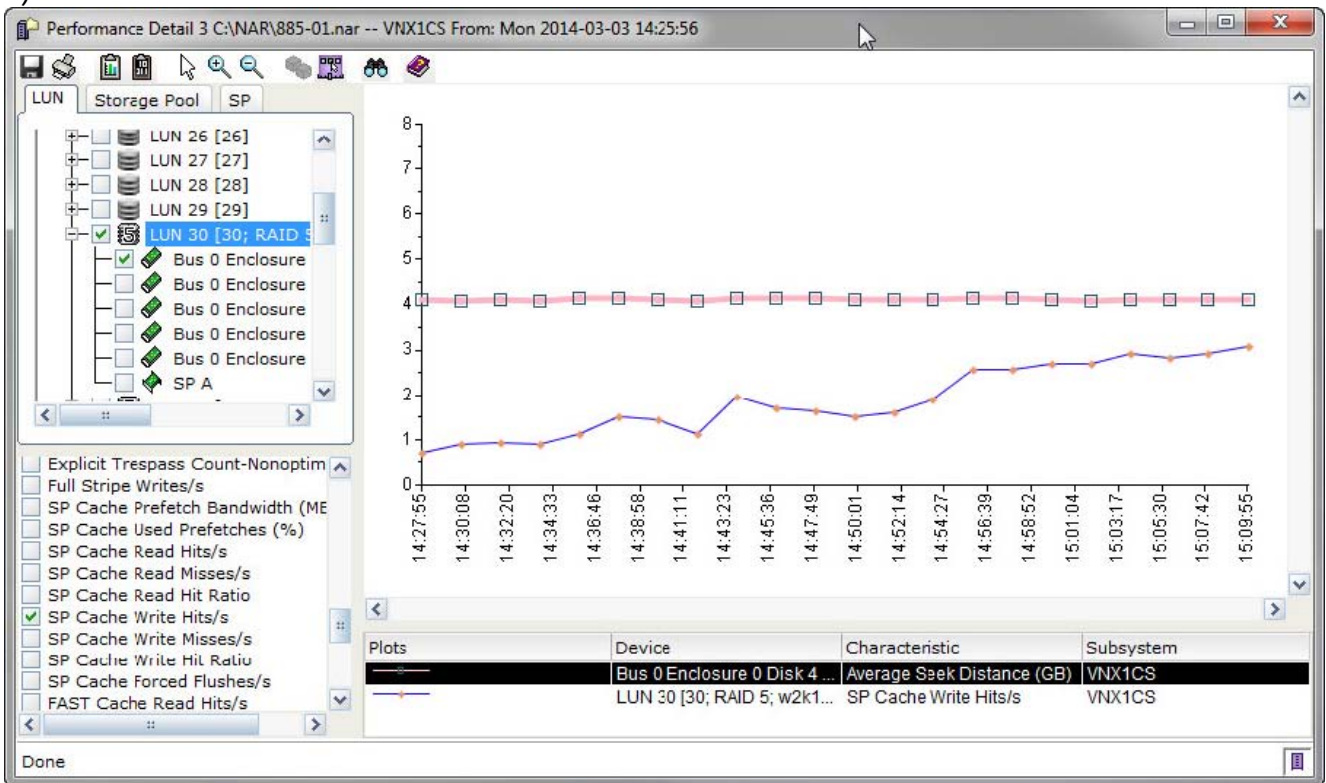 Performance Detail 3 C:\NAR\885-01.nar -- VNX1CS From: Mon 2014-03-03 14:25:56
LUN Storage Pool SP
LUN 26 [26]
LUN 27 [27]
LUN 28 [28]
LUN 29 [29]
LUN 30 [30; RAID 5
Bus 0 Enclosure
Bus 0 Enclosure
Bus 0 Enclosure
Bus 0 Enclosure
Bus 0 Enclosure
SP A
Explicit Trespass Count-Nonoptim
Full Stripe Writes/s
SP Cache Prefetch Bandwidth (ME
SP Cache Used Prefetches (%)
SP Cache Read Hits/s
SP Cache Read Misses/s
SP Cache Read Hit Ratio
SP Cache Write Hits/s
SP Cache Write Misses/s
SP Cache Write Hit Ratio
SP Cache Forced Flushes/s
FAST Cache Read Hits/s
8
7
6
5
4
3
2
1
0
14:27:55 14:30:08 14:32:20 14:34:33 14:36:46 14:38:58 14:41:11 14:43:23 14:45:36 14:47:49 14:50:01 14:52:14 14:54:27 14:56:39 14:58:52 15:01:04 15:03:17 15:05:30 15:07:42 15:09:55
Plots Device Characteristic Subsystem
Bus 0 Enclosure 0 Disk 4 ... Average Seek Distance (GB) VNX1CS
LUN 30 [30; RAID 5; w2k1... SP Cache Write Hits/s VNX1CS
Done